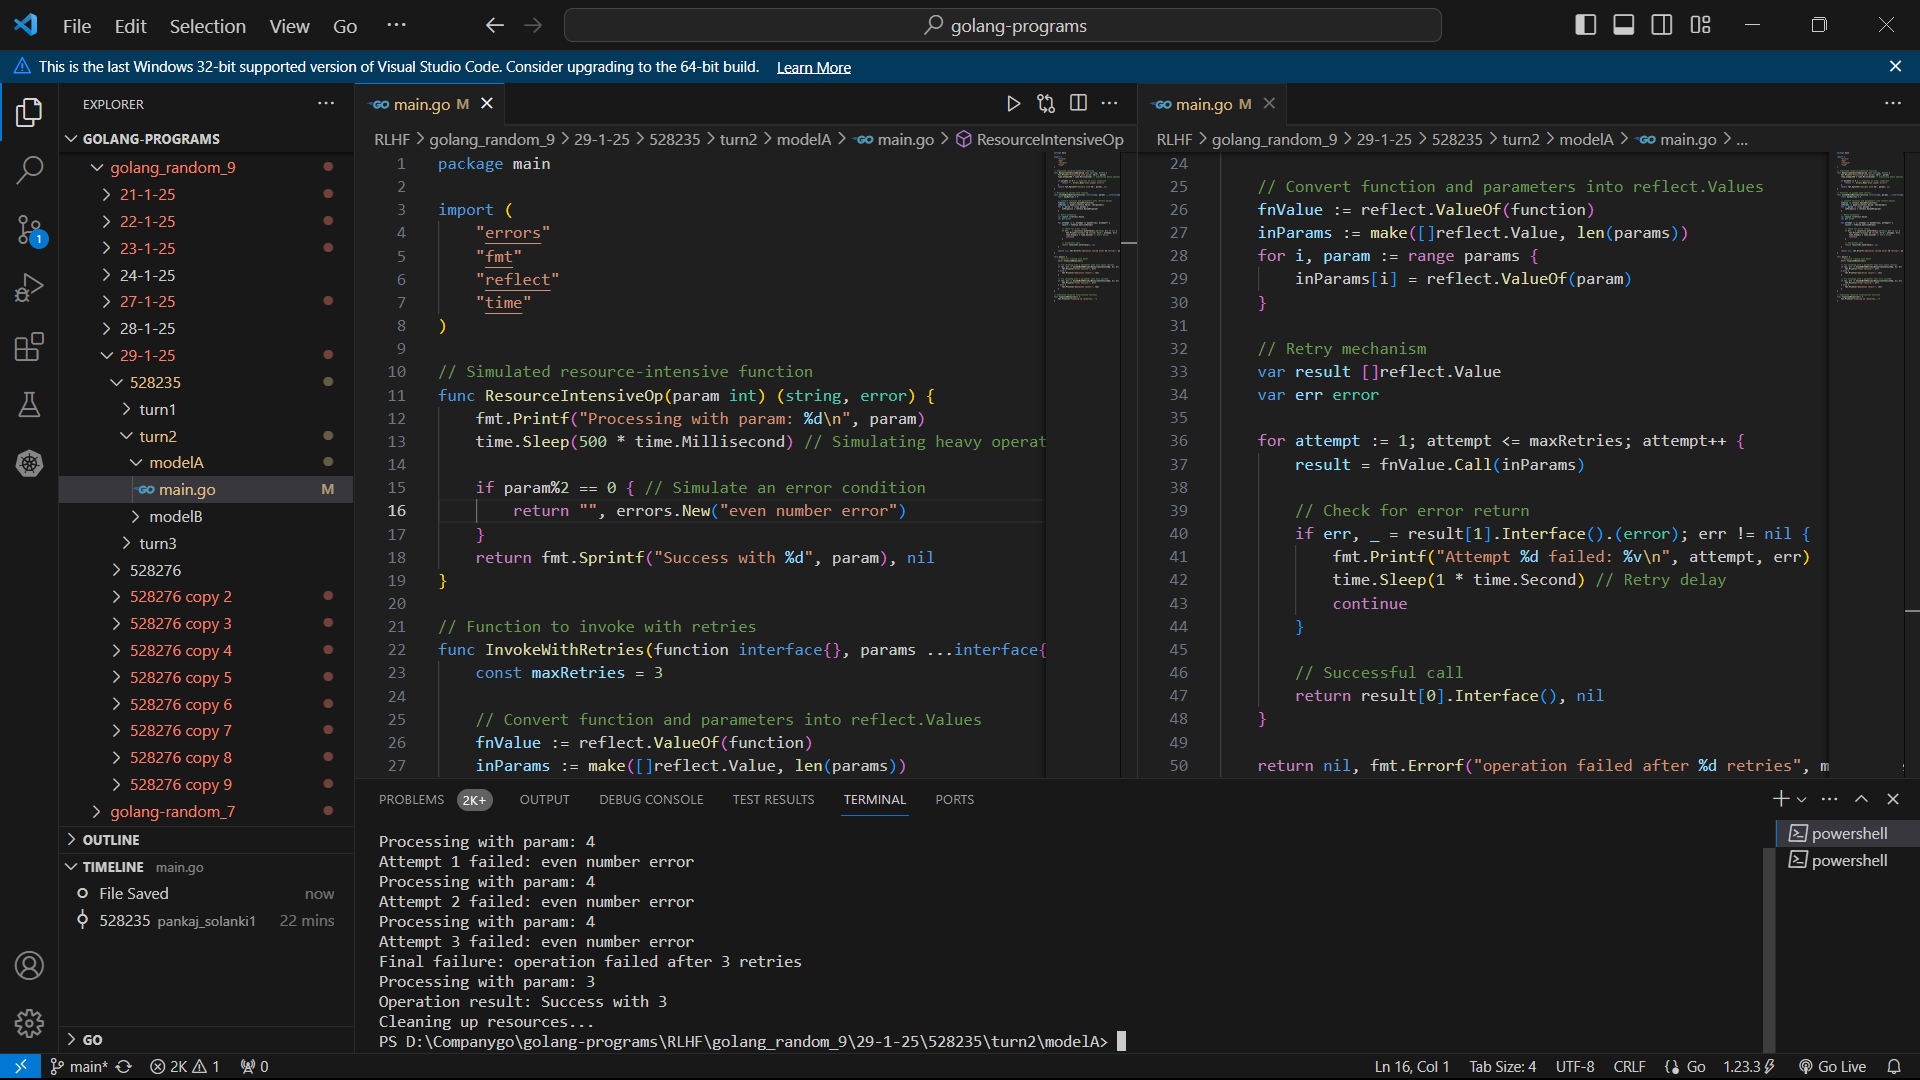 File Edit Selection View Go ···
golang-programs
This is the last Windows 32-bit supported version of Visual Studio Code. Consider upgrading to the 64-bit build. Learn More
EXPLORER
GOLANG-PROGRAMS
golang_random_9
21-1-25
22-1-25
23-1-25
24-1-25
27-1-25
28-1-25
29-1-25
528235
turn1
turn2
modelA
main.go M
modelB
turn3
528276
528276 copy 2
528276 copy 3
528276 copy 4
528276 copy 5
528276 copy 6
528276 copy 7
528276 copy 8
528276 copy 9
golang-random_7
OUTLINE
TIMELINE main.go
File Saved now
528235 pankaj_solanki1 22 mins
GO
1
main.go M
RLHF > golang_random_9 > 29-1-25 > 528235 > turn2 > modelA > main.go > ResourceIntensiveOp
1 package main
2
3 import (
4 "errors"
5 "fmt"
6 "reflect"
7 "time"
8 )
9
10 // Simulated resource-intensive function
11 func ResourceIntensiveOp(param int) (string, error) {
12 fmt.Printf("Processing with param: %d\n", param)
13 time.Sleep(500 * time.Millisecond) // Simulating heavy operat
14
15 if param%2 == 0 { // Simulate an error condition
16 return "", errors.New("even number error")
17 }
18 return fmt.Sprintf("Success with %d", param), nil
19 }
20
21 // Function to invoke with retries
22 func InvokeWithRetries(function interface{}, params ...interface{
23 const maxRetries = 3
24
25 // Convert function and parameters into reflect.Values
26 fnValue := reflect.ValueOf(function)
27 inParams := make([]reflect.Value, len(params))
main.go M
RLHF > golang_random_9 > 29-1-25 > 528235 > turn2 > modelA > main.go > ...
24
25 // Convert function and parameters into reflect.Values
26 fnValue := reflect.ValueOf(function)
27 inParams := make([]reflect.Value, len(params))
28 for i, param := range params {
29 inParams[i] = reflect.ValueOf(param)
30 }
31
32 // Retry mechanism
33 var result []reflect.Value
34 var err error
35
36 for attempt := 1; attempt <= maxRetries; attempt++ {
37 result = fnValue.Call(inParams)
38
39 // Check for error return
40 if err, _ = result[1].Interface().(error); err != nil {
41 fmt.Printf("Attempt %d failed: %v\n", attempt, err)
42 time.Sleep(1 * time.Second) // Retry delay
43 continue
44 }
45
46 // Successful call
47 return result[0].Interface(), nil
48 }
49
50 return nil, fmt.Errorf("operation failed after %d retries", m
PROBLEMS 2K+ OUTPUT DEBUG CONSOLE TEST RESULTS TERMINAL PORTS
Processing with param: 4
Attempt 1 failed: even number error
Processing with param: 4
Attempt 2 failed: even number error
Processing with param: 4
Attempt 3 failed: even number error
Final failure: operation failed after 3 retries
Processing with param: 3
Operation result: Success with 3
Cleaning up resources...
PS D:\Companygo\golang-programs\RLHF\golang_random_9\29-1-25\528235\turn2\modelA>
powershell
powershell
main* 2K 1 0 Ln 16, Col 1 Tab Size: 4 UTF-8 CRLF Go 1.23.3 Go Live